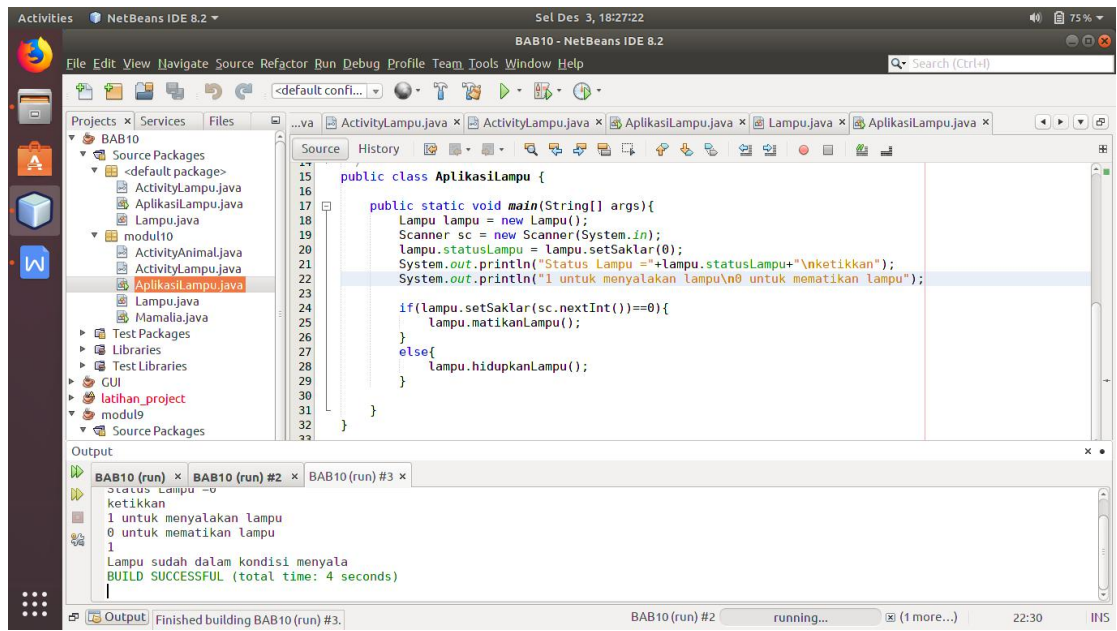 Activities NetBeans IDE 8.2 Sel Des 3, 18:27:22 75%
BAB10 - NetBeans IDE 8.2
File Edit View Navigate Source Refactor Run Debug Profile Team Tools Window Help Search (Ctrl+I)
<default confi...
Projects Services Files
...va ActivityLampu.java ActivityLampu.java AplikasiLampu.java Lampu.java AplikasiLampu.java
BAB10
Source Packages
<default package>
ActivityLampu.java
AplikasiLampu.java
Lampu.java
modul10
ActivityAnimal.java
ActivityLampu.java
AplikasiLampu.java
Lampu.java
Mamalia.java
Test Packages
Libraries
Test Libraries
GUI
latihan_project
modul9
Source Packages
Source History
14
15 public class AplikasiLampu {
16
17 public static void main(String[] args){
18 Lampu lampu = new Lampu();
19 Scanner sc = new Scanner(System.in);
20 lampu.statusLampu = lampu.setSaklar(0);
21 System.out.println("Status Lampu ="+lampu.statusLampu+"\nketikkan");
22 System.out.println("1 untuk menyalakan lampu\n0 untuk mematikan lampu");
23
24 if(lampu.setSaklar(sc.nextInt())==0){
25 lampu.matikanLampu();
26 }
27 else{
28 lampu.hidupkanLampu();
29 }
30
31 }
32 }
33
Output
BAB10 (run) BAB10 (run) #2 BAB10 (run) #3
Status Lampu =0
ketikkan
1 untuk menyalakan lampu
0 untuk mematikan lampu
1
Lampu sudah dalam kondisi menyala
BUILD SUCCESSFUL (total time: 4 seconds)
Output Finished building BAB10 (run) #3. BAB10 (run) #2 running... (1 more...) 22:30 INS